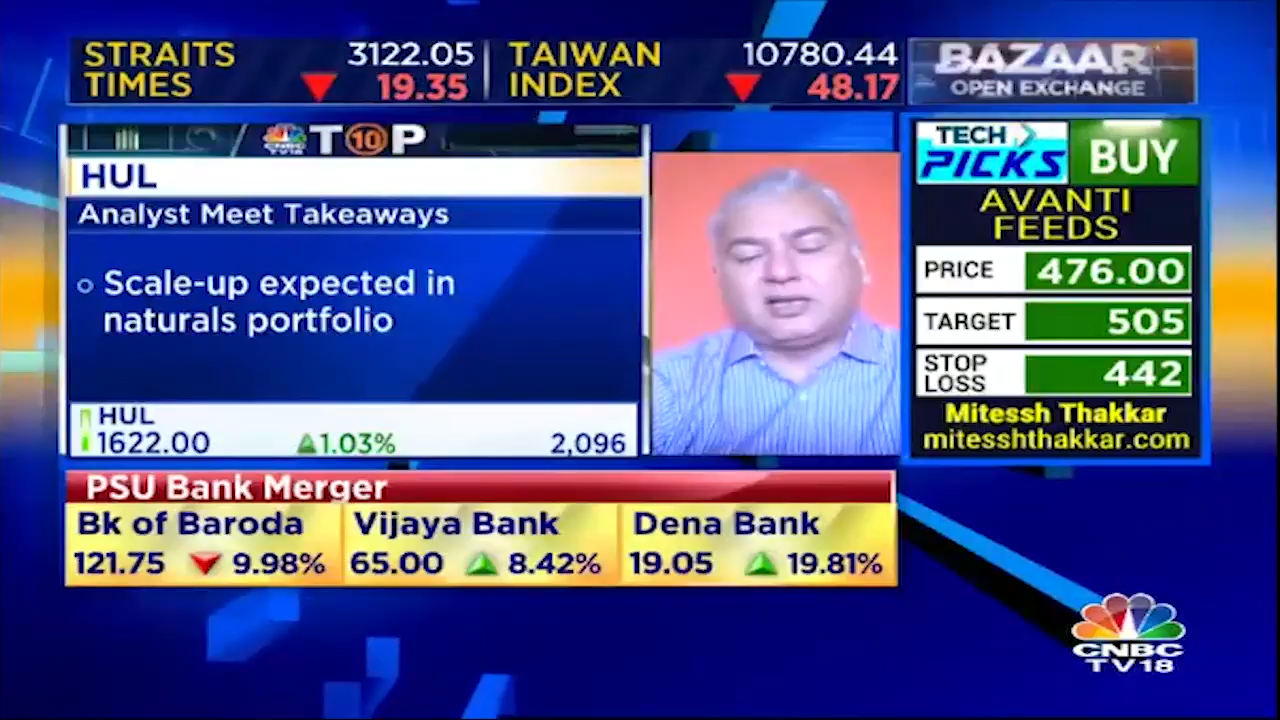 STRAITS TIMES 3122.05 19.35
TAIWAN INDEX 10780.44 48.17
BAZAAR
OPEN EXCHANGE
CNBC TV18 TOP 10
HUL
Analyst Meet Takeaways
Scale-up expected in
naturals portfolio
HUL
1622.00 1.03% 2,096
TECH PICKS BUY
AVANTI
FEEDS
PRICE 476.00
TARGET 505
STOP LOSS 442
Mitessh Thakkar
mitesshthakkar.com
PSU Bank Merger
Bk of Baroda Vijaya Bank Dena Bank
121.75 9.98% 65.00 8.42% 19.05 19.81%
CNBC
TV18